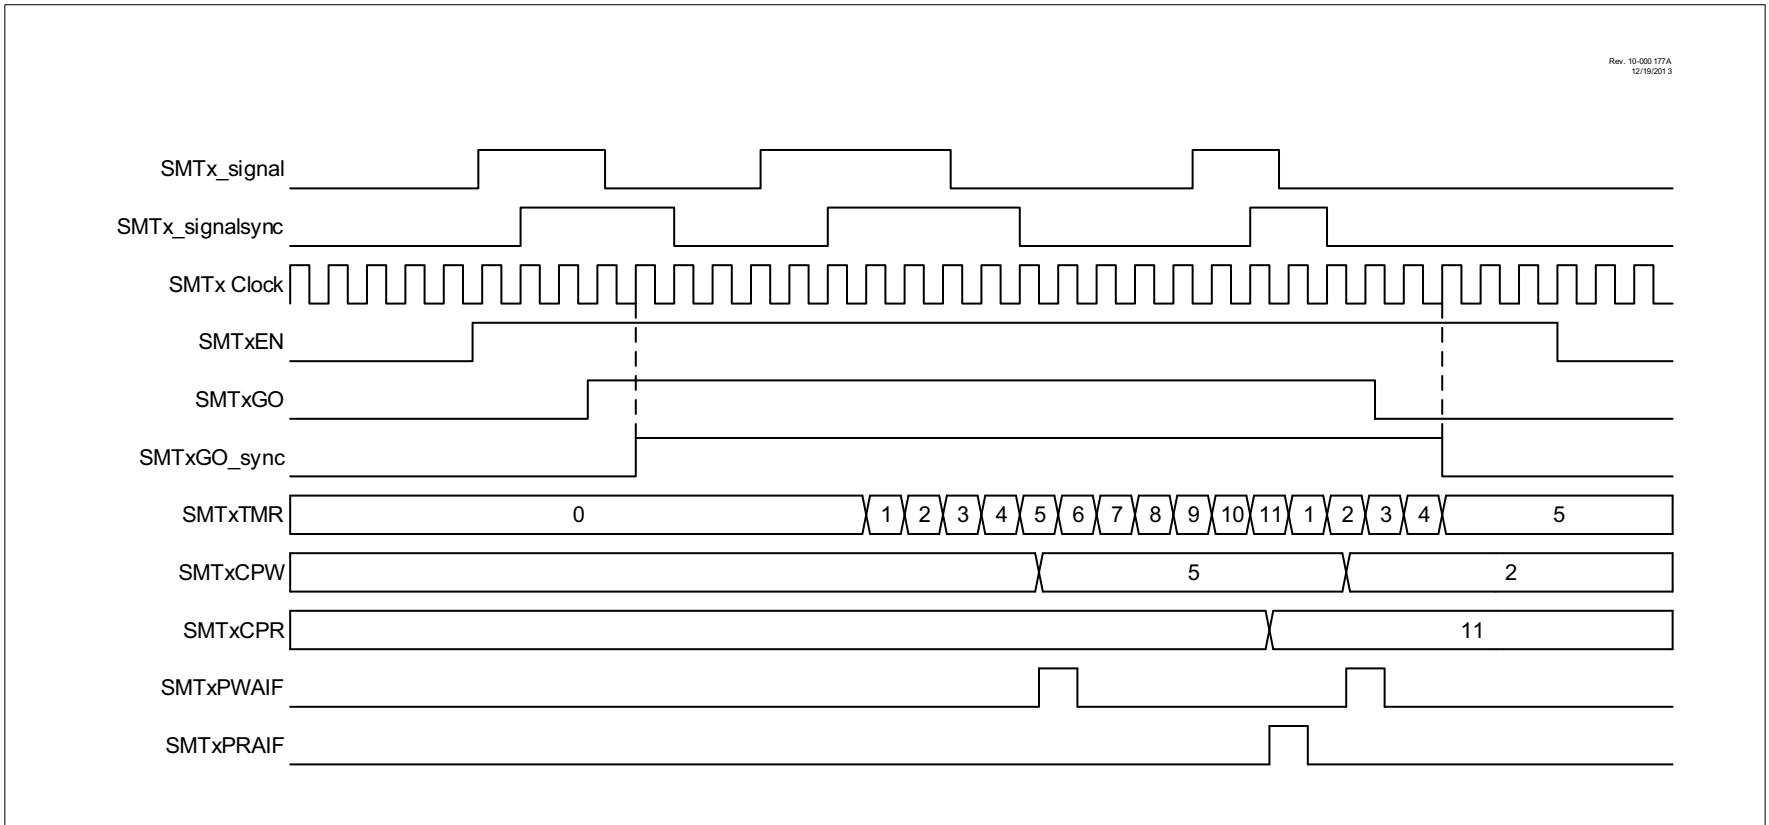 Rev. 10-000 177A
12/19/201 3
SMTx_signal
SMTx_signalsync
SMTx Clock
SMTxEN
SMTxGO
SMTxGO_sync
SMTxTMR 0 1 2 3 4 5 6 7 8 9 10 11 1 2 3 4 5
SMTxCPW 5 2
SMTxCPR 11
SMTxPWAIF
SMTxPRAIF